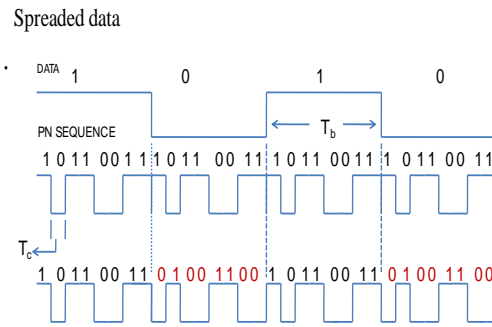 Spreaded data
•
DATA 1 0 1 0
T_b
PN SEQUENCE
1 0 11 00 1 1 1 0 11 00 11 1 0 11 00 11 1 0 11 00 11
T_c
1 0 11 00 11 0 1 00 11 00 1 0 11 00 11 0 1 00 11 00